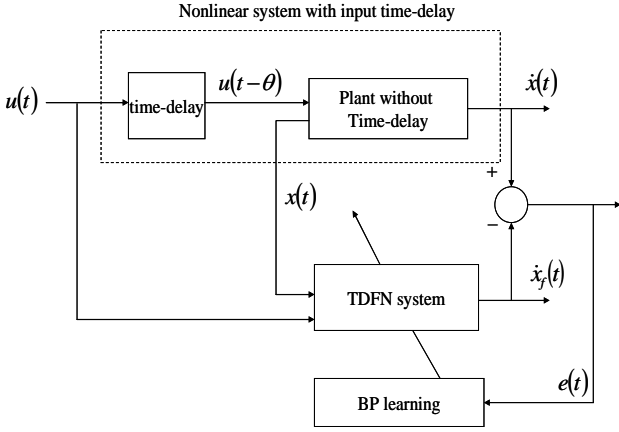 Nonlinear system with input time-delay
u(t)
time-delay
u(t−θ)
Plant without
Time-delay
ẋ(t)
+
x(t)
−
TDFN system
ẋ_f(t)
e(t)
BP learning